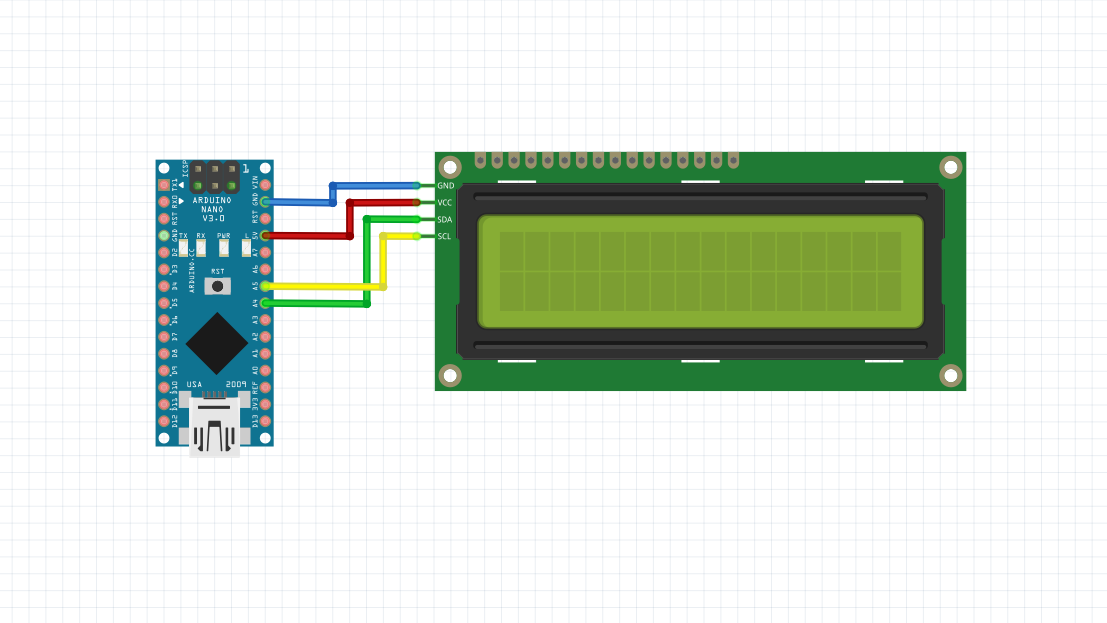 ICSP
1
TX1
RX0
RST
GND
D2
D3
D4
D5
D6
D7
D8
D9
D10
D11
D12
ARDUINO
NANO
V3.0
TX RX PWR L
ARDUINO.CC
RST
USA 2009
VIN
GND
RST
5V
A7
A6
A5
A4
A3
A2
A1
A0
REF
3V3
D13
GND
VCC
SDA
SCL